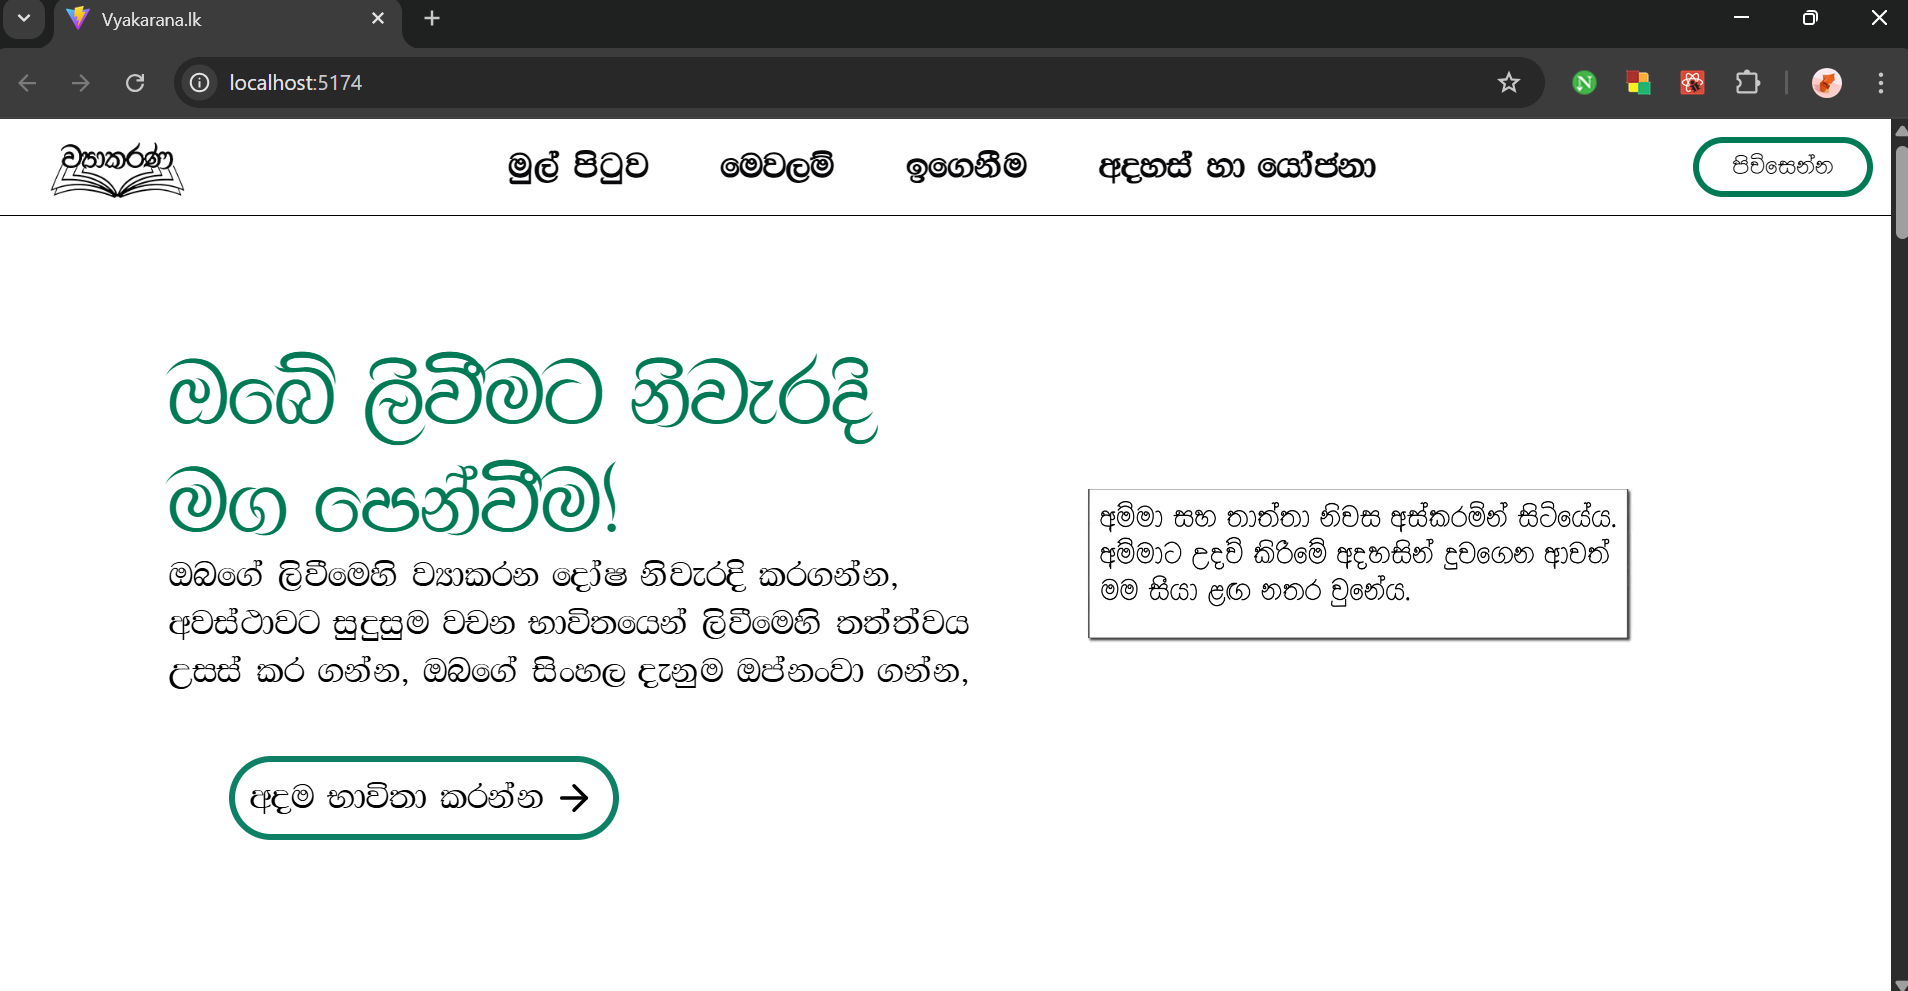 Vyakarana.lk
localhost:5174
ව්‍යාකරණ
මුල් පිටුව මෙවලම් ඉගෙනීම අදහස් හා යෝජනා
පිවිසෙන්න
ඔබේ ලිවීමට නිවැරදි
මග පෙන්වීම!
ඔබගේ ලිවීමෙහි ව්‍යාකරන දෝෂ නිවැරදි කරගන්න,
අවස්ථාවට සුදුසුම වචන භාවිතයෙන් ලිවීමෙහි තත්ත්වය
උසස් කර ගන්න, ඔබගේ සිංහල දැනුම ඔප්නංවා ගන්න,
අදම භාවිතා කරන්න
අම්මා සහ තාත්තා නිවස අස්කරමින් සිටියේය.
අම්මාට උදව් කිරීමේ අදහසින් දුවගෙන ආවත්
මම සීයා ළඟ නතර වුනේය.